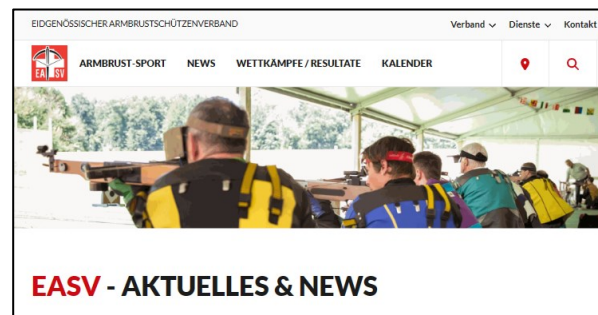 EIDGENÖSSISCHER ARMBRUSTSCHÜTZENVERBAND
Verband Dienste Kontakt
EASV ARMBRUST-SPORT NEWS WETTKÄMPFE / RESULTATE KALENDER
EASV - AKTUELLES & NEWS